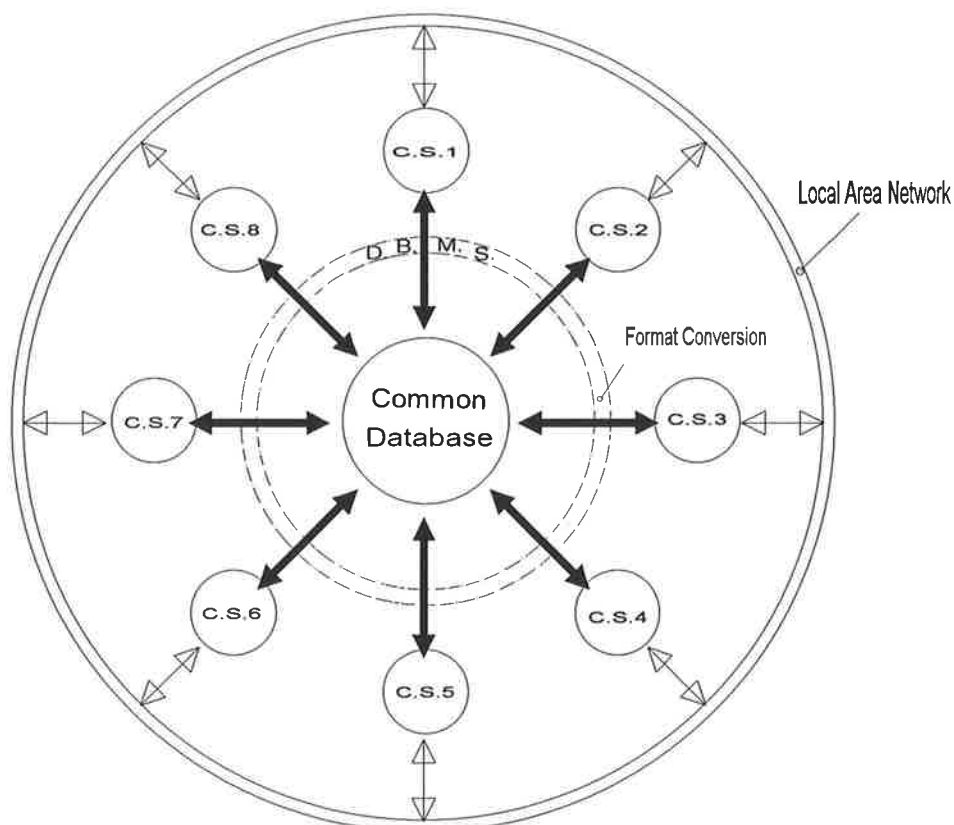 C.S.1
C.S.8
C.S.2
Local Area Network
D. B. M. S.
Format Conversion
C.S.7
Common
Database
C.S.3
C.S.6
C.S.4
C.S.5